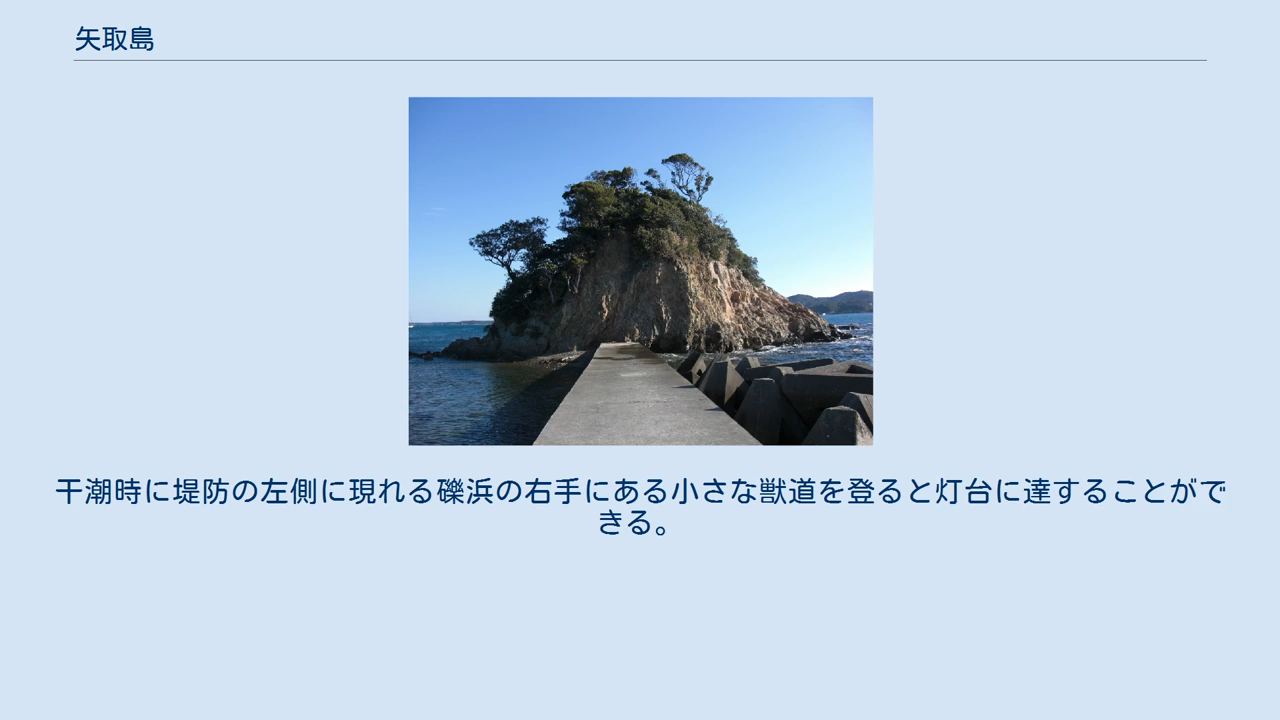 矢取島
干潮時に堤防の左側に現れる礫浜の右手にある小さな獣道を登ると灯台に達することがで
きる。